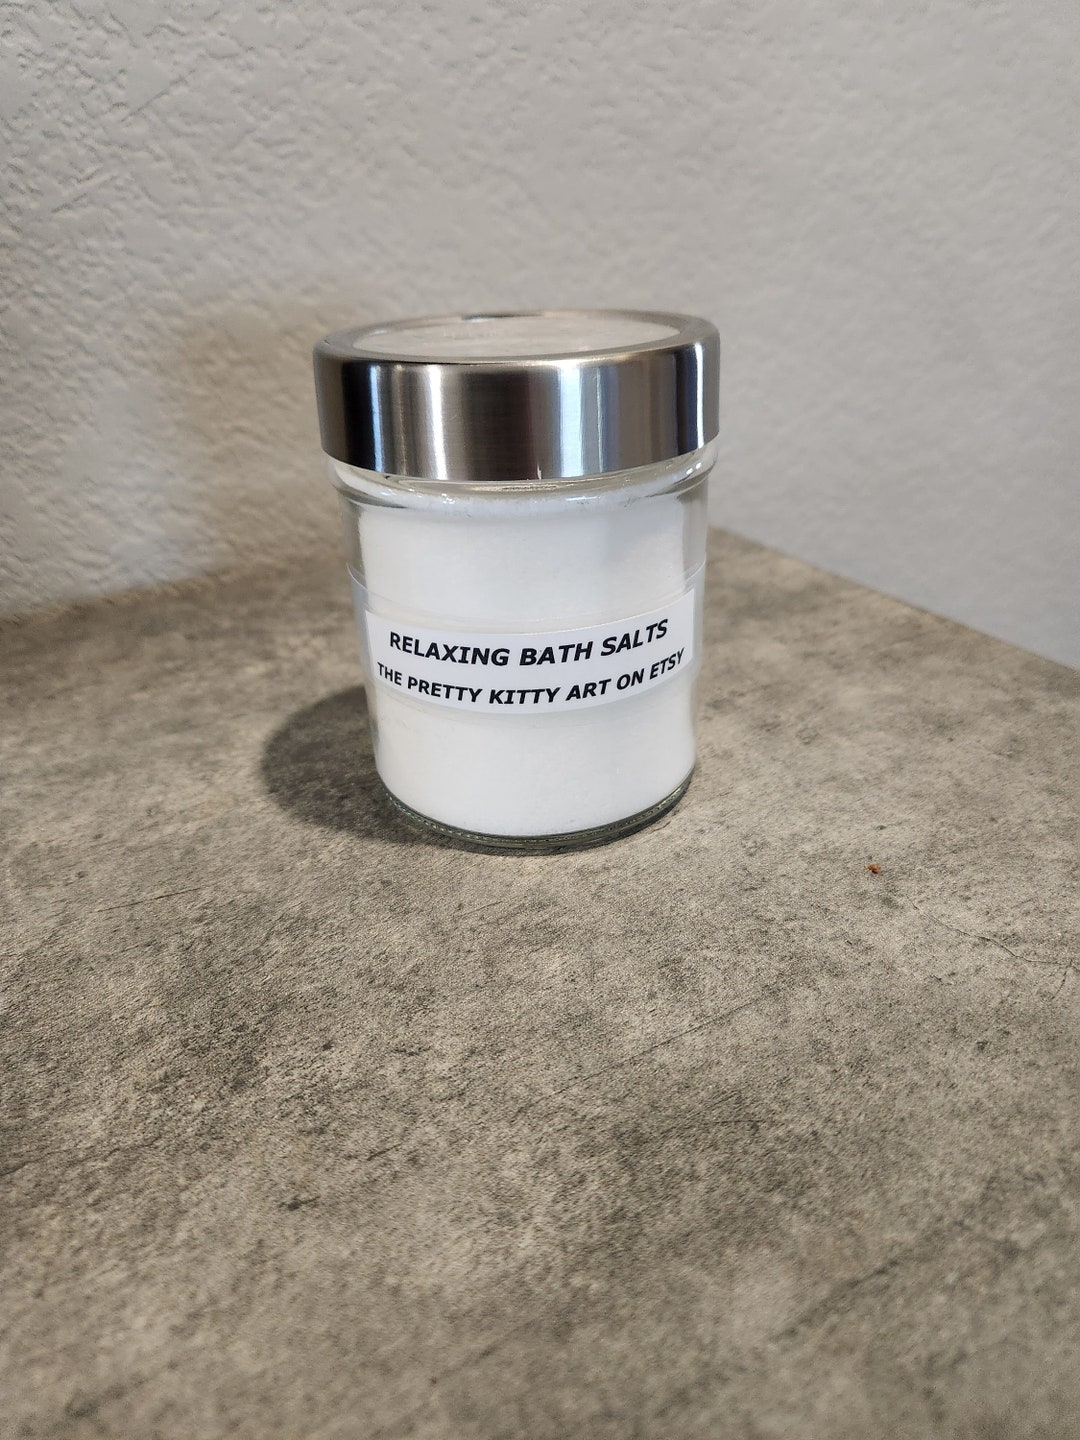 RELAXING BATH SALTS
THE PRETTY KITTY ART ON ETSY